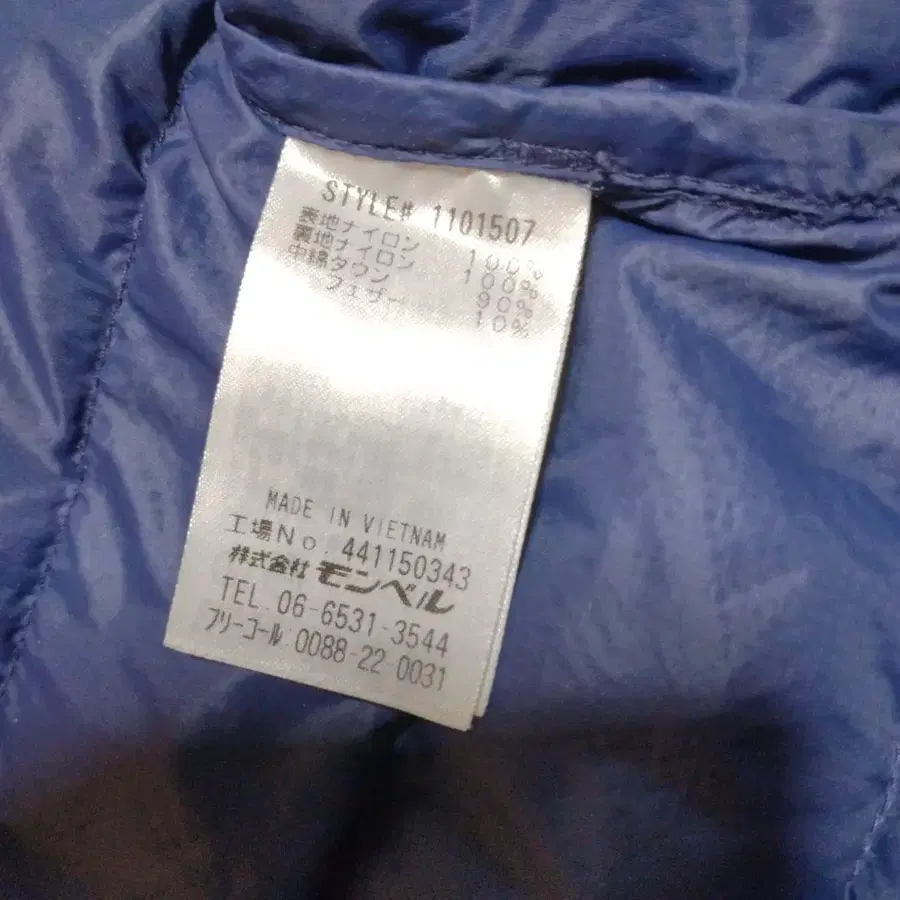 STYLE# 1101507
表地ナイロン 100%
裏地ナイロン 100%
中綿ダウン 90%
フェザー 10%
MADE IN VIETNAM
工場No. 441150343
株式会社モンベル
TEL 06-6531-3544
フリーコール 0088-22 0031